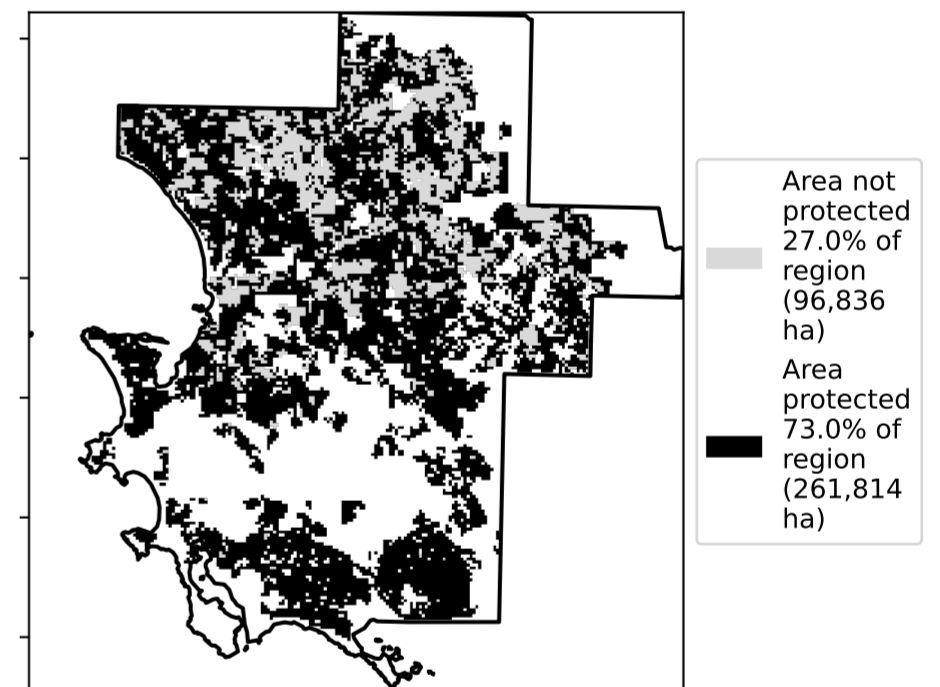 Area not
protected
27.0% of
region
(96,836
ha)
Area
protected
73.0% of
region
(261,814
ha)